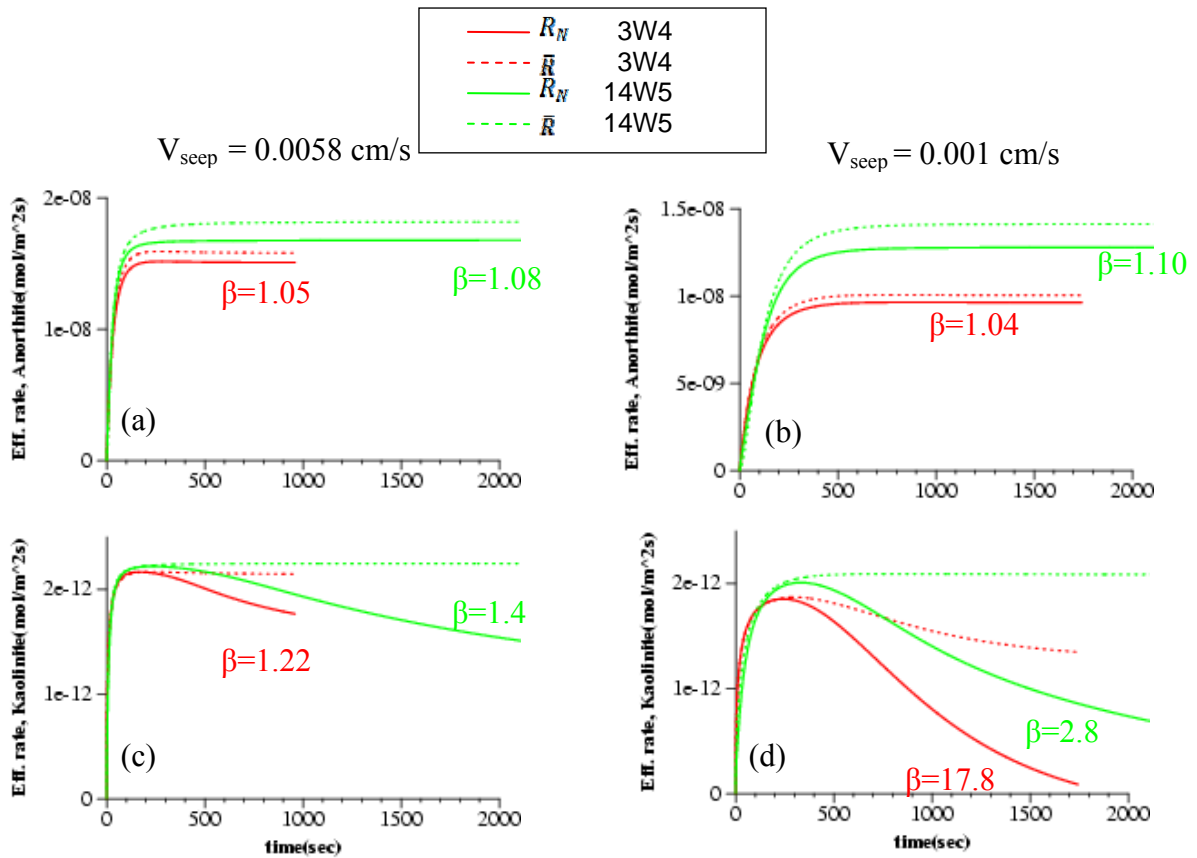 R_N 3W4
R̄ 3W4
R_N 14W5
R̄ 14W5
V_seep = 0.0058 cm/s
V_seep = 0.001 cm/s
Eff. rate, Anorthite(mol/m^2s)
2e-08
1e-08
0
(a)
β=1.05
β=1.08
0 500 1000 1500 2000
Eff. rate, Anorthite(mol/m^2s)
1.5e-08
1e-08
5e-09
0
(b)
β=1.10
β=1.04
0 500 1000 1500 2000
Eff. rate, Kaolinite(mol/m^2s)
2e-12
1e-12
0
(c)
β=1.4
β=1.22
0 500 1000 1500 2000
time(sec)
Eff. rate, Kaolinite(mol/m^2s)
2e-12
1e-12
0
(d)
β=2.8
β=17.8
0 500 1000 1500 2000
time(sec)